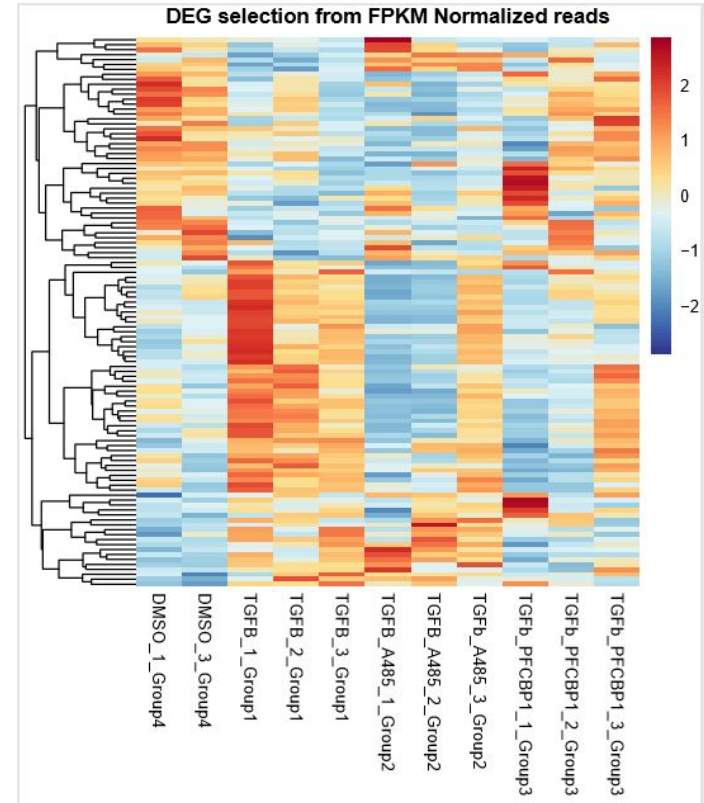 DEG selection from FPKM Normalized reads
2
1
0
−1
−2
DMSO_1_Group4
DMSO_3_Group4
TGFB_1_Group1
TGFB_2_Group1
TGFB_3_Group1
TGFB_A485_1_Group2
TGFB_A485_2_Group2
TGFb_A485_3_Group2
TGFb_PFCBP1_1_Group3
TGFb_PFCBP1_2_Group3
TGFb_PFCBP1_3_Group3